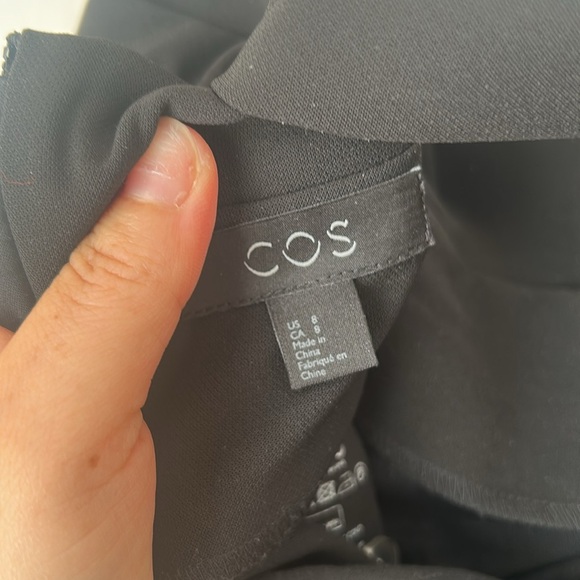 COS
US 8
CA 8
Made in
China
Fabriqué en
Chine